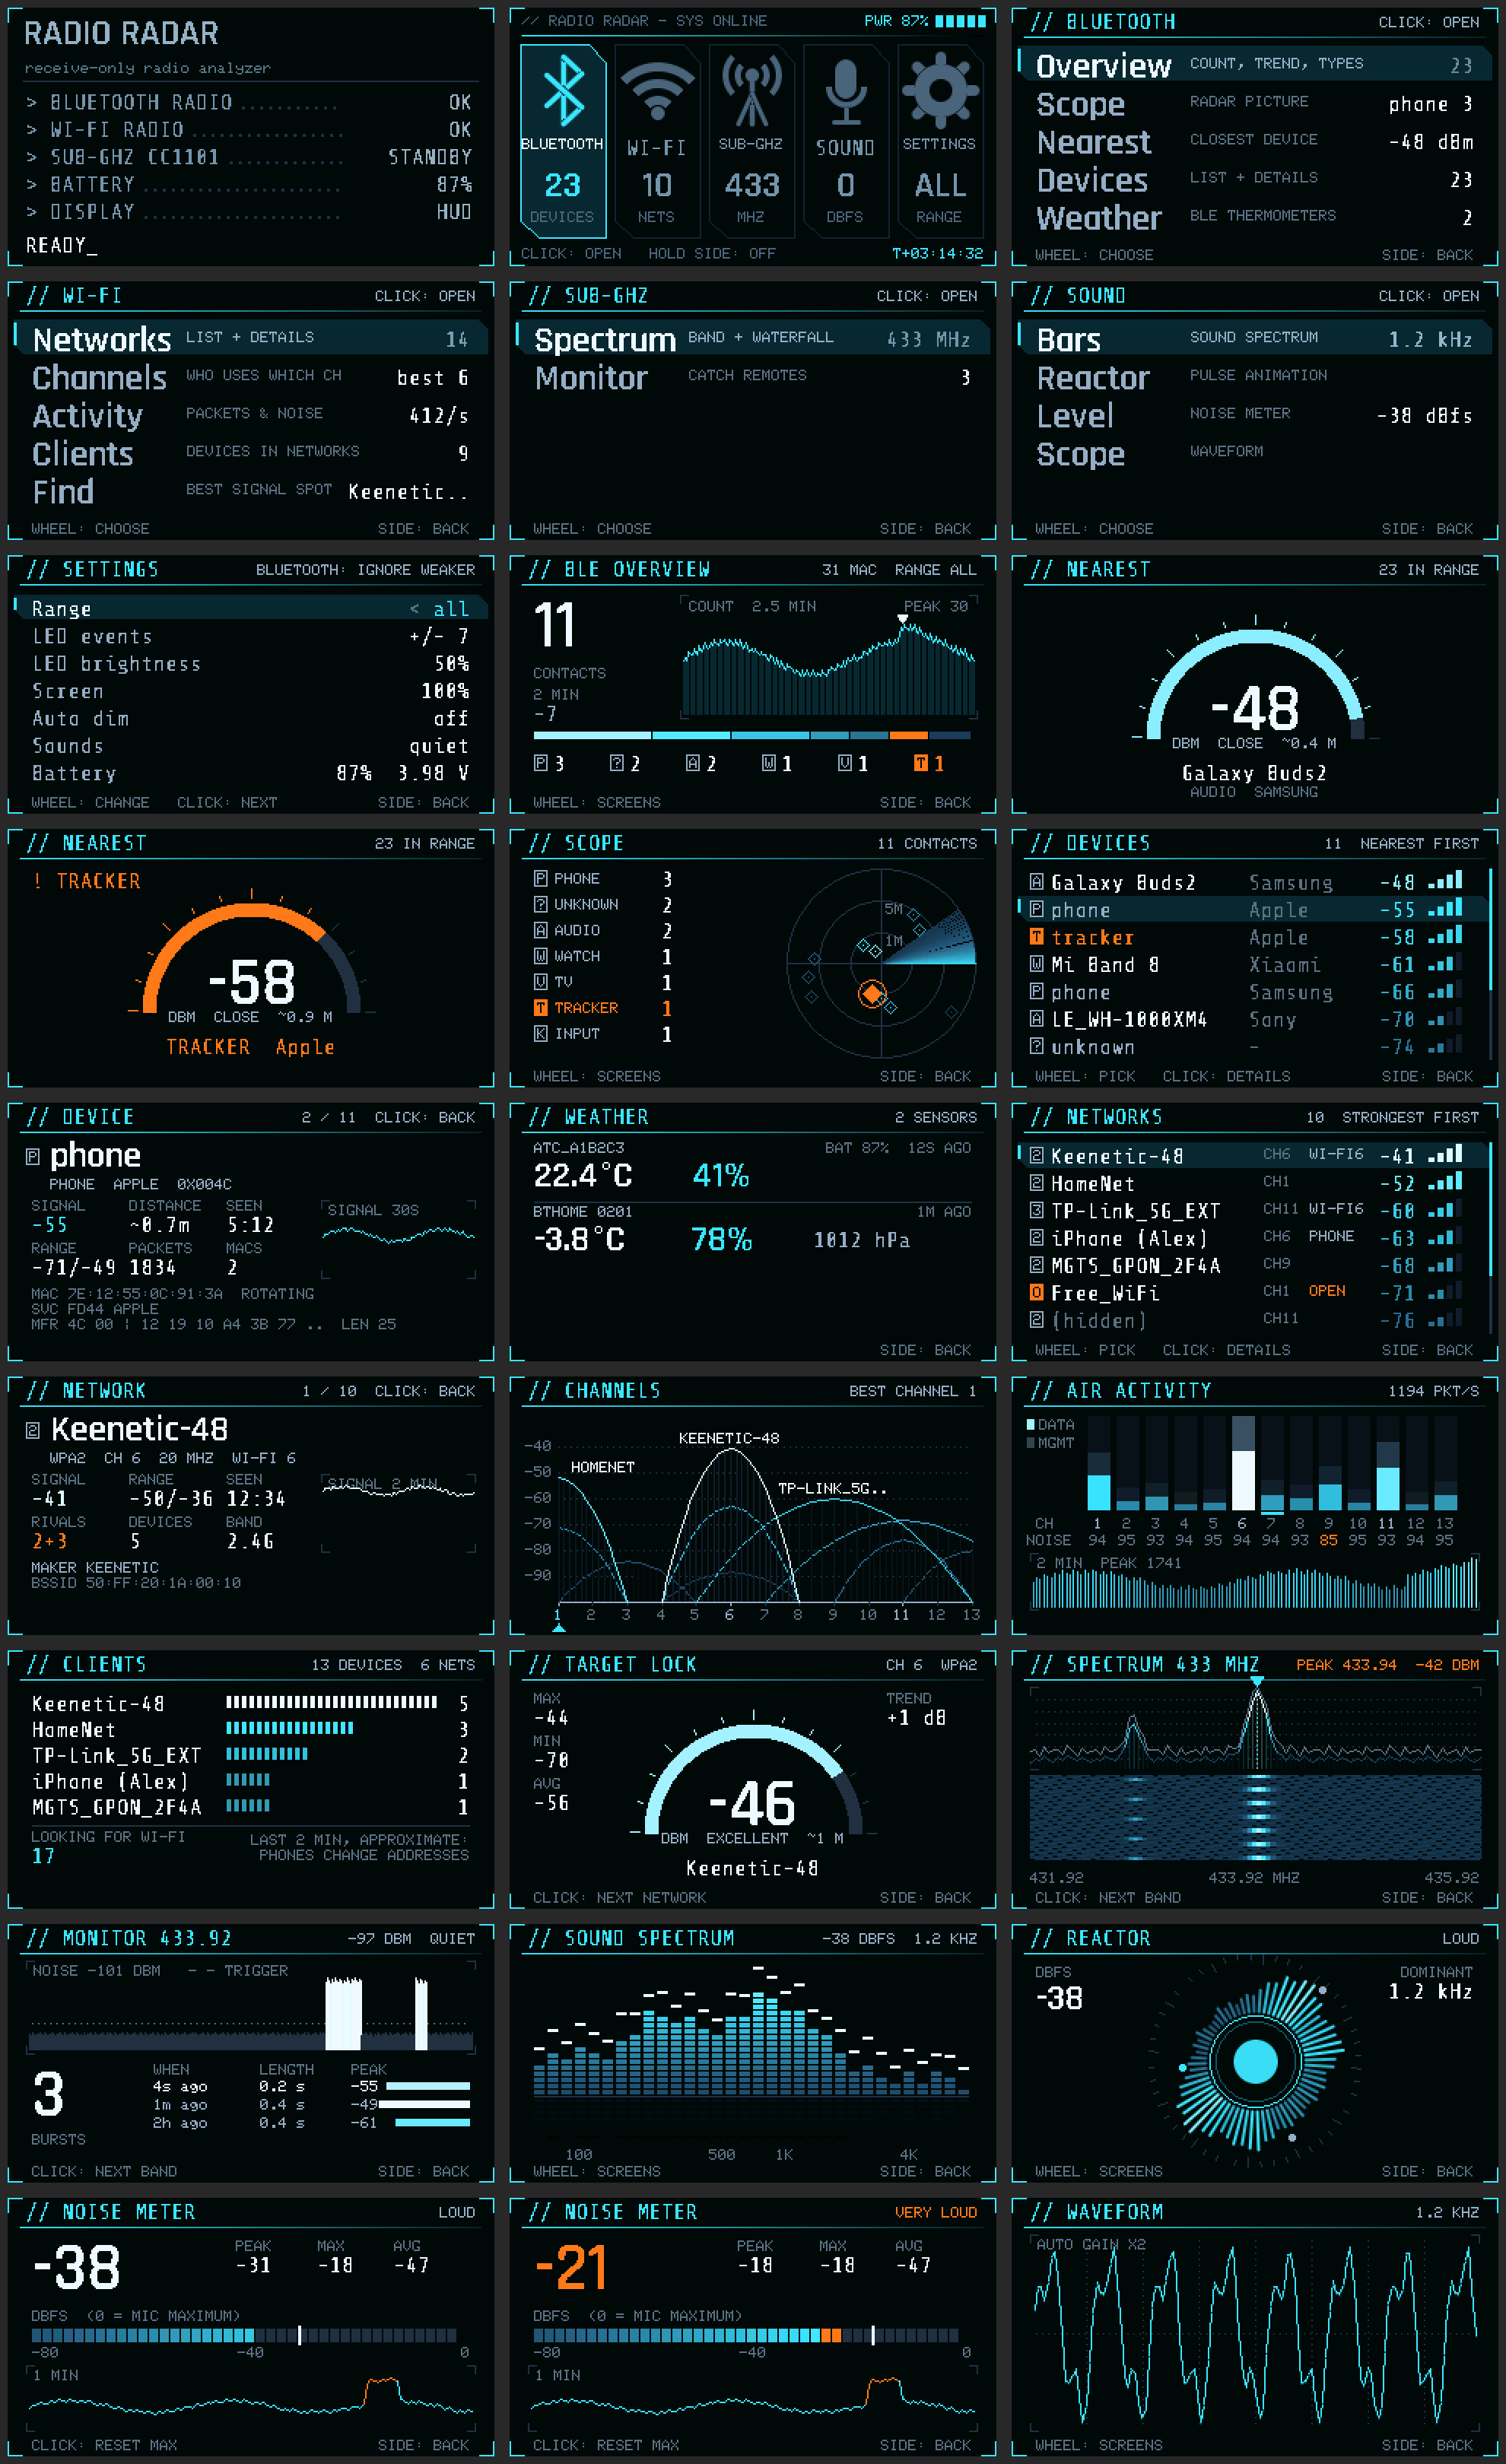 RADIO RADAR
receive-only radio analyzer
> BLUETOOTH RADIO .......... OK
> WI-FI RADIO ................ OK
> SUB-GHZ CC1101 ............ STANDBY
> BATTERY ..................... 87%
> DISPLAY ..................... HUD
READY_
// RADIO RADAR - SYS ONLINE PWR 87%
BLUETOOTH WI-FI SUB-GHZ SOUND SETTINGS
23 10 433 0 ALL
DEVICES NETS MHZ DBFS RANGE
CLICK: OPEN HOLD SIDE: OFF T+03:14:32
// BLUETOOTH CLICK: OPEN
Overview COUNT, TREND, TYPES 23
Scope RADAR PICTURE phone 3
Nearest CLOSEST DEVICE -48 dBm
Devices LIST + DETAILS 23
Weather BLE THERMOMETERS 2
WHEEL: CHOOSE SIDE: BACK
// WI-FI CLICK: OPEN
Networks LIST + DETAILS 14
Channels WHO USES WHICH CH best 6
Activity PACKETS & NOISE 412/s
Clients DEVICES IN NETWORKS 9
Find BEST SIGNAL SPOT Keenetic..
WHEEL: CHOOSE SIDE: BACK
// SUB-GHZ CLICK: OPEN
Spectrum BAND + WATERFALL 433 MHz
Monitor CATCH REMOTES 3
WHEEL: CHOOSE SIDE: BACK
// SOUND CLICK: OPEN
Bars SOUND SPECTRUM 1.2 kHz
Reactor PULSE ANIMATION
Level NOISE METER -38 dBfs
Scope WAVEFORM
WHEEL: CHOOSE SIDE: BACK
// SETTINGS BLUETOOTH: IGNORE WEAKER
Range < all
LED events +/- 7
LED brightness 50%
Screen 100%
Auto dim off
Sounds quiet
Battery 87% 3.98 V
WHEEL: CHANGE CLICK: NEXT SIDE: BACK
// BLE OVERVIEW 31 MAC RANGE ALL
11 COUNT 2.5 MIN PEAK 30
CONTACTS
2 MIN
-7
P 3 ? 2 A 2 W 1 V 1 T 1
WHEEL: SCREENS SIDE: BACK
// NEAREST 23 IN RANGE
-48
DBM CLOSE ~0.4 M
Galaxy Buds2
AUDIO SAMSUNG
// NEAREST 23 IN RANGE
! TRACKER
-58
DBM CLOSE ~0.9 M
TRACKER Apple
// SCOPE 11 CONTACTS
P PHONE 3
? UNKNOWN 2
A AUDIO 2
W WATCH 1
V TV 1
T TRACKER 1
K INPUT 1
5M
1M
WHEEL: SCREENS SIDE: BACK
// DEVICES 11 NEAREST FIRST
A Galaxy Buds2 Samsung -48
P phone Apple -55
T tracker Apple -58
W Mi Band 8 Xiaomi -61
P phone Samsung -66
A LE_WH-1000XM4 Sony -70
? unknown - -74
WHEEL: PICK CLICK: DETAILS SIDE: BACK
// DEVICE 2 / 11 CLICK: BACK
P phone
PHONE APPLE 0X004C
SIGNAL DISTANCE SEEN SIGNAL 30S
-55 ~0.7m 5:12
RANGE PACKETS MACS
-71/-49 1834 2
MAC 7E:12:55:0C:91:3A ROTATING
SVC FD44 APPLE
MFR 4C 00 ¦ 12 19 10 A4 3B 77 .. LEN 25
// WEATHER 2 SENSORS
ATC_A1B2C3 BAT 87% 12S AGO
22.4°C 41%
BTHOME 0201 1M AGO
-3.8°C 78% 1012 hPa
SIDE: BACK
// NETWORKS 10 STRONGEST FIRST
2 Keenetic-48 CH6 WI-FI6 -41
2 HomeNet CH1 -52
3 TP-Link_5G_EXT CH11 WI-FI6 -60
2 iPhone (Alex) CH6 PHONE -63
2 MGTS_GPON_2F4A CH9 -68
O Free_WiFi CH1 OPEN -71
2 (hidden) CH11 -76
WHEEL: PICK CLICK: DETAILS SIDE: BACK
// NETWORK 1 / 10 CLICK: BACK
2 Keenetic-48
WPA2 CH 6 20 MHZ WI-FI 6
SIGNAL RANGE SEEN SIGNAL 2 MIN
-41 -50/-36 12:34
RIVALS DEVICES BAND
2+3 5 2.4G
MAKER KEENETIC
BSSID 50:FF:20:1A:00:10
// CHANNELS BEST CHANNEL 1
KEENETIC-48
-40
-50 HOMENET
TP-LINK_5G..
-60
-70
-80
-90
1 2 3 4 5 6 7 8 9 10 11 12 13
// AIR ACTIVITY 1194 PKT/S
DATA
MGMT
CH 1 2 3 4 5 6 7 8 9 10 11 12 13
NOISE 94 95 93 94 95 94 94 93 85 95 93 94 95
2 MIN PEAK 1741
// CLIENTS 13 DEVICES 6 NETS
Keenetic-48 5
HomeNet 3
TP-Link_5G_EXT 2
iPhone (Alex) 1
MGTS_GPON_2F4A 1
LOOKING FOR WI-FI LAST 2 MIN, APPROXIMATE:
17 PHONES CHANGE ADDRESSES
// TARGET LOCK CH 6 WPA2
MAX TREND
-44 +1 dB
MIN
-70
AVG
-56
-46
DBM EXCELLENT ~1 M
Keenetic-48
CLICK: NEXT NETWORK SIDE: BACK
// SPECTRUM 433 MHZ PEAK 433.94 -42 DBM
431.92 433.92 MHZ 435.92
CLICK: NEXT BAND SIDE: BACK
// MONITOR 433.92 -97 DBM QUIET
NOISE -101 DBM - - TRIGGER
3 WHEN LENGTH PEAK
4s ago 0.2 s -55
1m ago 0.4 s -49
2h ago 0.4 s -61
BURSTS
CLICK: NEXT BAND SIDE: BACK
// SOUND SPECTRUM -38 DBFS 1.2 KHZ
100 500 1K 4K
WHEEL: SCREENS SIDE: BACK
// REACTOR LOUD
DBFS DOMINANT
-38 1.2 kHz
WHEEL: SCREENS SIDE: BACK
// NOISE METER LOUD
-38 PEAK MAX AVG
-31 -18 -47
DBFS (0 = MIC MAXIMUM)
-80 -40 0
1 MIN
CLICK: RESET MAX SIDE: BACK
// NOISE METER VERY LOUD
-21 PEAK MAX AVG
-18 -18 -47
DBFS (0 = MIC MAXIMUM)
-80 -40 0
1 MIN
CLICK: RESET MAX SIDE: BACK
// WAVEFORM 1.2 KHZ
AUTO GAIN X2
WHEEL: SCREENS SIDE: BACK